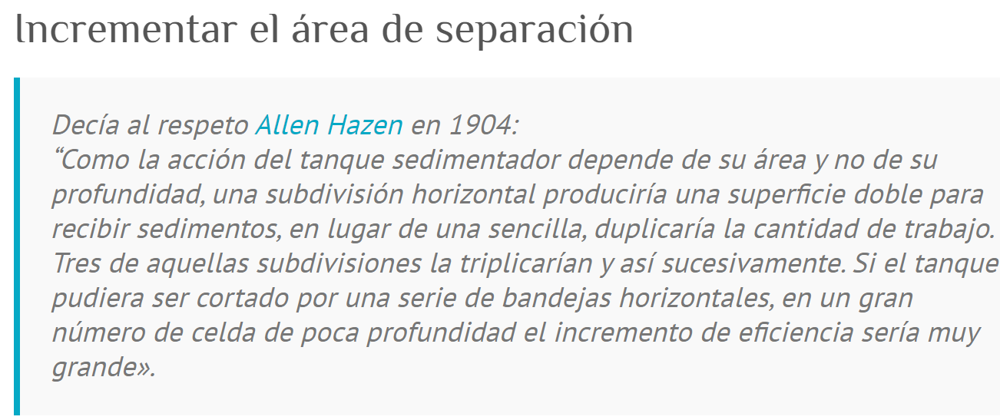 Incrementar el área de separación
Decía al respeto Allen Hazen en 1904:
“Como la acción del tanque sedimentador depende de su área y no de su
profundidad, una subdivisión horizontal produciría una superficie doble para
recibir sedimentos, en lugar de una sencilla, duplicaría la cantidad de trabajo.
Tres de aquellas subdivisiones la triplicarían y así sucesivamente. Si el tanque
pudiera ser cortado por una serie de bandejas horizontales, en un gran
número de celda de poca profundidad el incremento de eficiencia sería muy
grande».